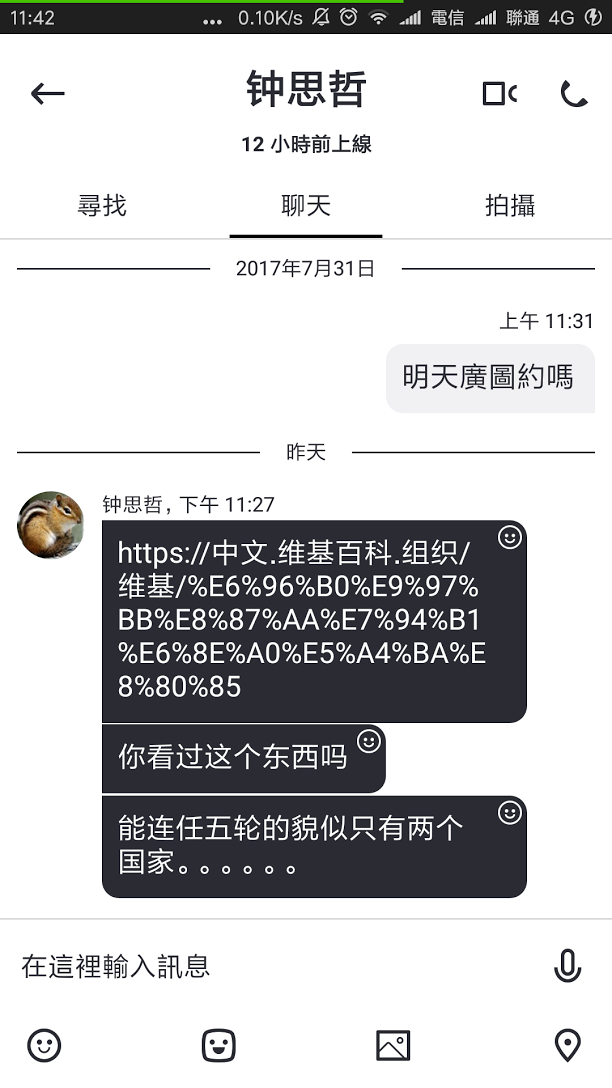 11:42 ... 0.10K/s 電信 聯通 4G
钟思哲
12 小時前上線
尋找 聊天 拍攝
2017年7月31日
上午 11:31
明天廣圖約嗎
昨天
钟思哲, 下午 11:27
https://中文.维基百科.组织/
维基/%E6%96%B0%E9%97%
BB%E8%87%AA%E7%94%B1
%E6%8E%A0%E5%A4%BA%E
8%80%85
你看过这个东西吗
能连任五轮的貌似只有两个
国家。。。。。。
在這裡輸入訊息